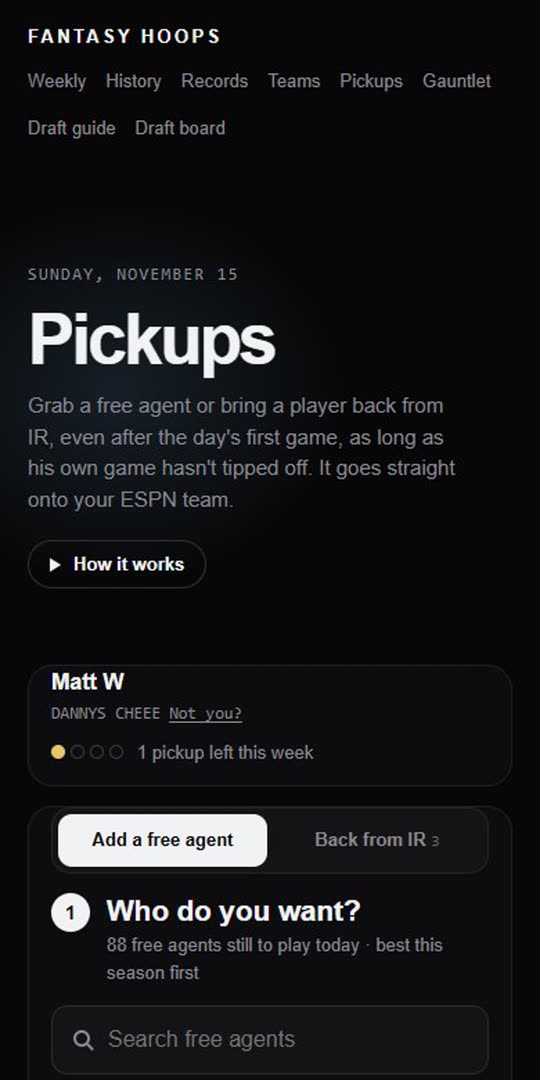 FANTASY HOOPS
Weekly History Records Teams Pickups Gauntlet
Draft guide Draft board
SUNDAY, NOVEMBER 15
Pickups
Grab a free agent or bring a player back from
IR, even after the day's first game, as long as
his own game hasn't tipped off. It goes straight
onto your ESPN team.
How it works
Matt W
DANNYS CHEEE Not you?
1 pickup left this week
Add a free agent Back from IR 3
1 Who do you want?
88 free agents still to play today · best this
season first
Search free agents